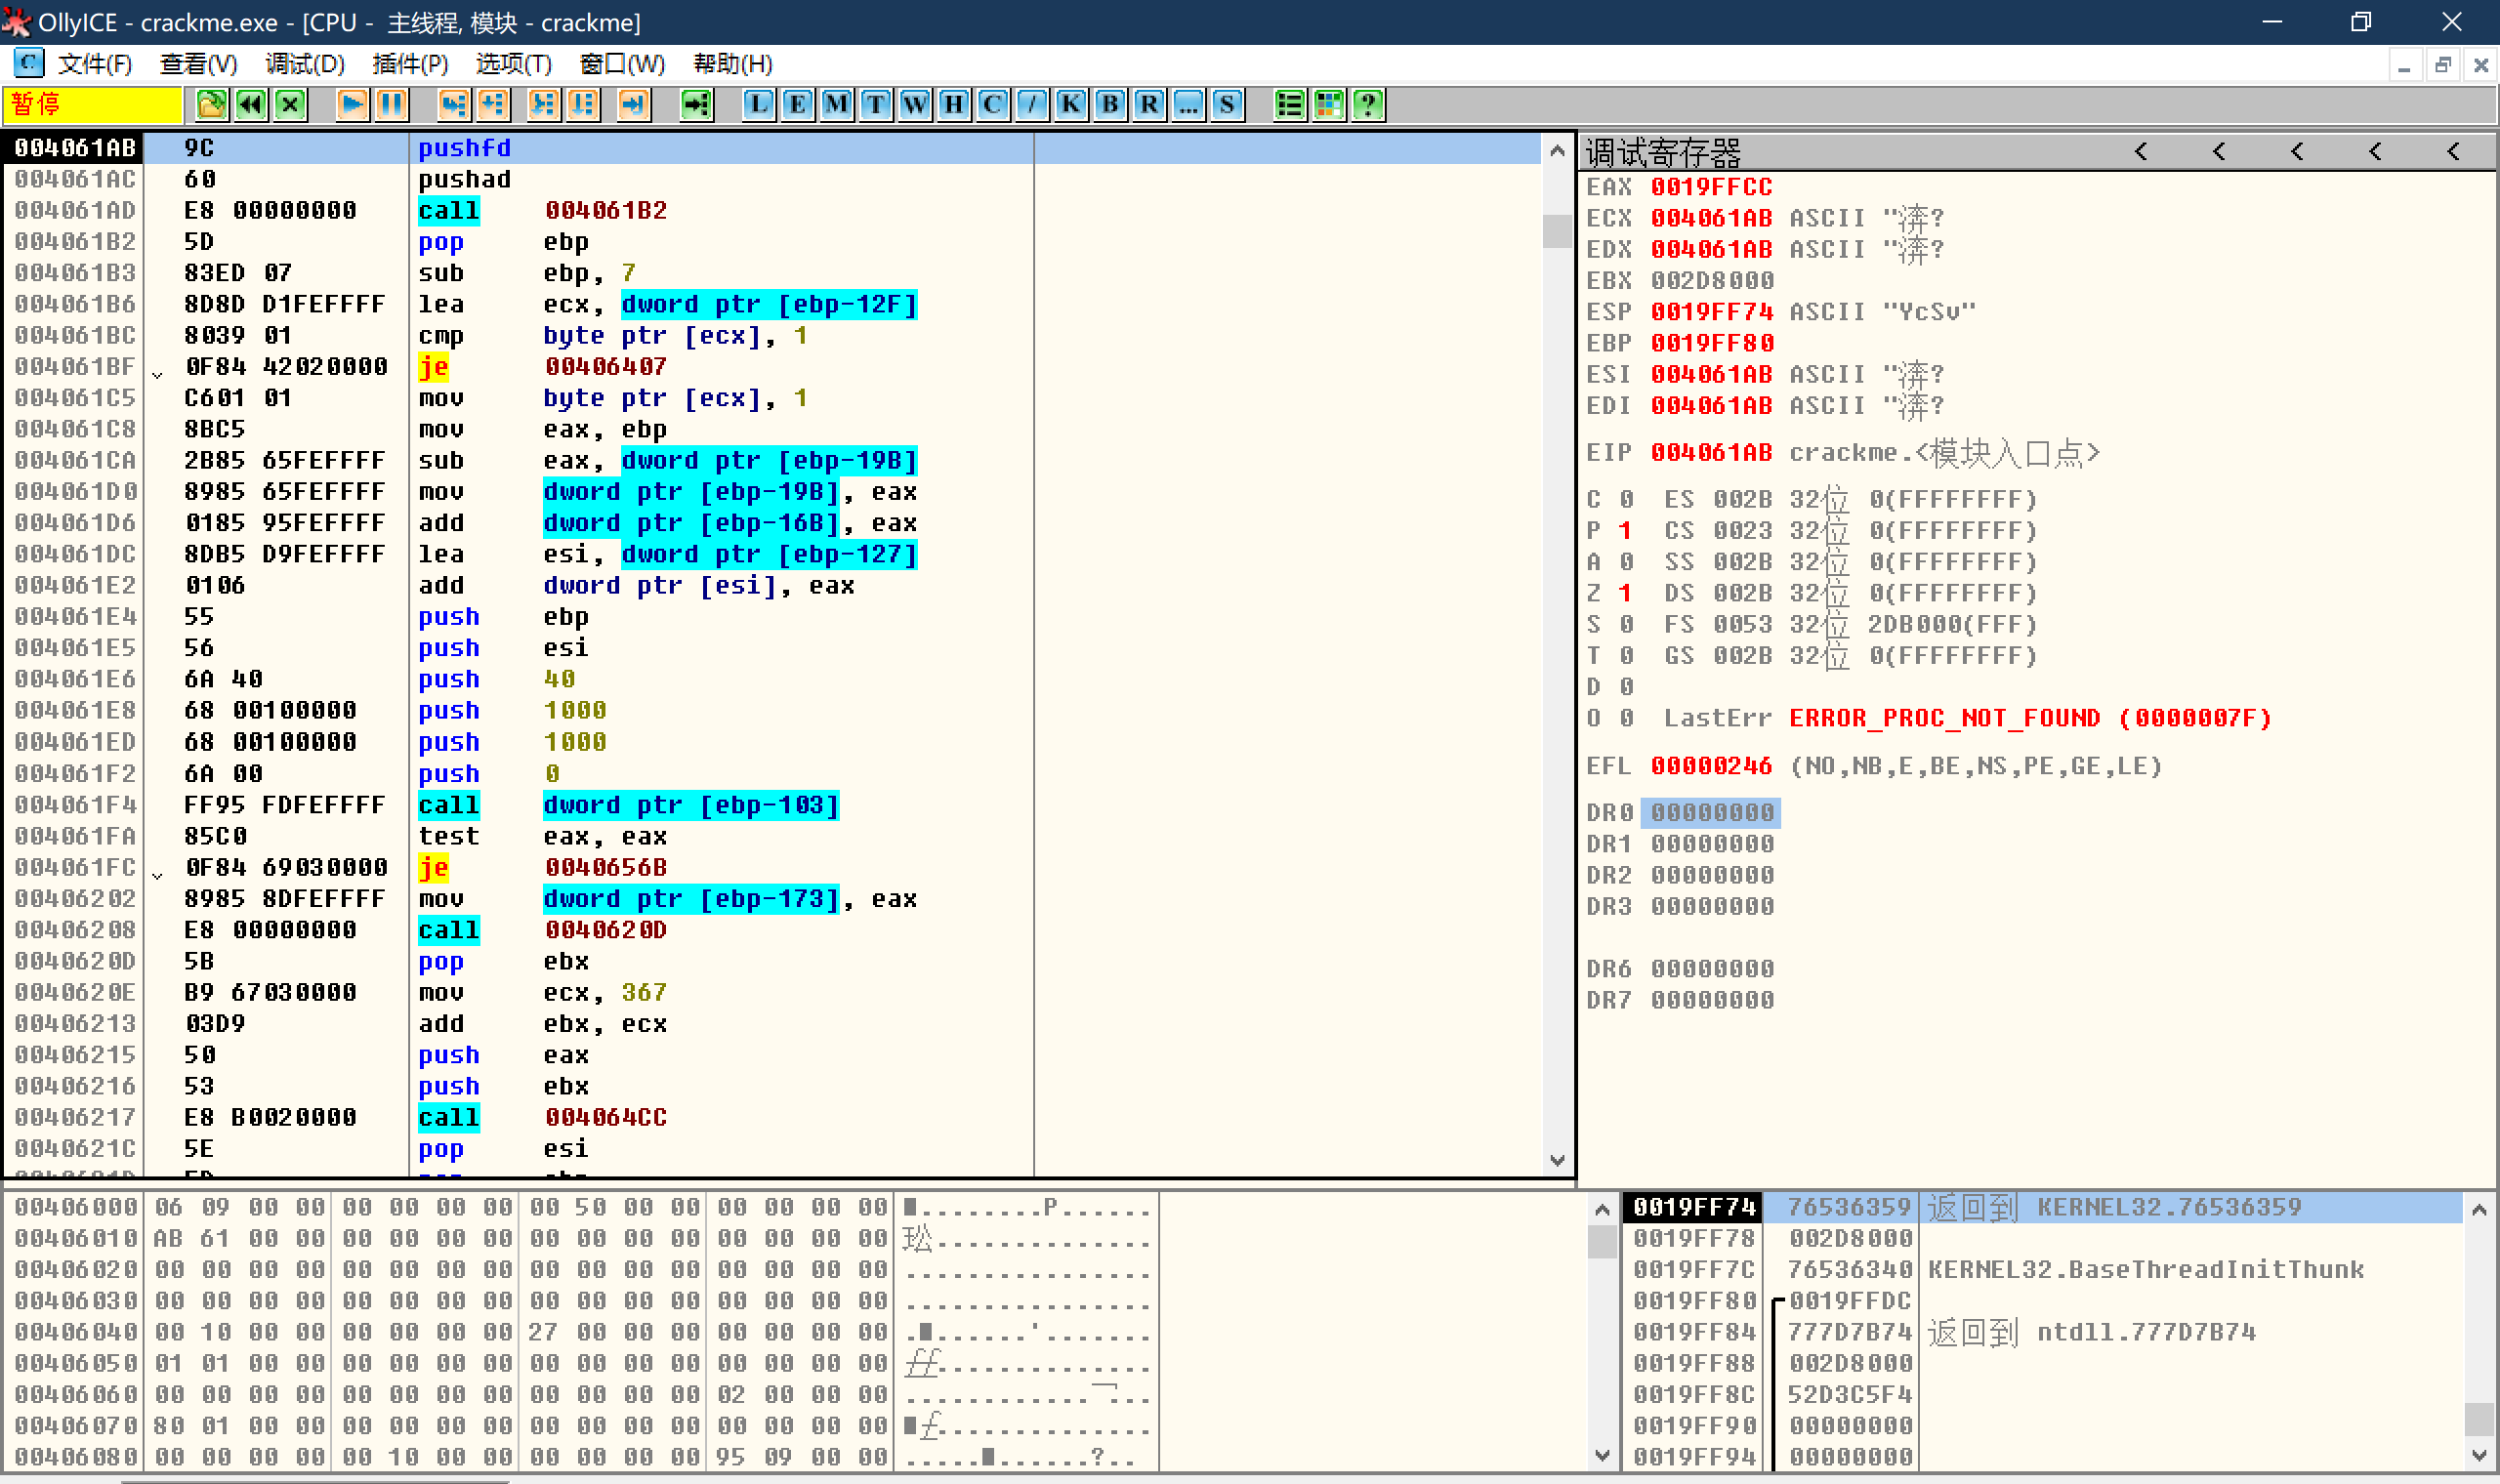 OllyICE - crackme.exe - [CPU - 主线程, 模块 - crackme]
C 文件(F) 查看(V) 调试(D) 插件(P) 选项(T) 窗口(W) 帮助(H)
暂停 L E M T W H C / K B R ... S ?
004061AB 9C pushfd
004061AC 60 pushad
004061AD E8 00000000 call 004061B2
004061B2 5D pop ebp
004061B3 83ED 07 sub ebp, 7
004061B6 8D8D D1FEFFFF lea ecx, dword ptr [ebp-12F]
004061BC 8039 01 cmp byte ptr [ecx], 1
004061BF 0F84 42020000 je 00406407
004061C5 C601 01 mov byte ptr [ecx], 1
004061C8 8BC5 mov eax, ebp
004061CA 2B85 65FEFFFF sub eax, dword ptr [ebp-19B]
004061D0 8985 65FEFFFF mov dword ptr [ebp-19B], eax
004061D6 0185 95FEFFFF add dword ptr [ebp-16B], eax
004061DC 8DB5 D9FEFFFF lea esi, dword ptr [ebp-127]
004061E2 0106 add dword ptr [esi], eax
004061E4 55 push ebp
004061E5 56 push esi
004061E6 6A 40 push 40
004061E8 68 00100000 push 1000
004061ED 68 00100000 push 1000
004061F2 6A 00 push 0
004061F4 FF95 FDFEFFFF call dword ptr [ebp-103]
004061FA 85C0 test eax, eax
004061FC 0F84 69030000 je 0040656B
00406202 8985 8DFEFFFF mov dword ptr [ebp-173], eax
00406208 E8 00000000 call 0040620D
0040620D 5B pop ebx
0040620E B9 67030000 mov ecx, 367
00406213 03D9 add ebx, ecx
00406215 50 push eax
00406216 53 push ebx
00406217 E8 B0020000 call 004064CC
0040621C 5E pop esi
调试寄存器 < < < < <
EAX 0019FFCC
ECX 004061AB ASCII "渀?
EDX 004061AB ASCII "渀?
EBX 002D8000
ESP 0019FF74 ASCII "YcSv"
EBP 0019FF80
ESI 004061AB ASCII "渀?
EDI 004061AB ASCII "渀?
EIP 004061AB crackme.<模块入口点>
C 0 ES 002B 32位 0(FFFFFFFF)
P 1 CS 0023 32位 0(FFFFFFFF)
A 0 SS 002B 32位 0(FFFFFFFF)
Z 1 DS 002B 32位 0(FFFFFFFF)
S 0 FS 0053 32位 2DB000(FFF)
T 0 GS 002B 32位 0(FFFFFFFF)
D 0
O 0 LastErr ERROR_PROC_NOT_FOUND (0000007F)
EFL 00000246 (NO,NB,E,BE,NS,PE,GE,LE)
DR0 00000000
DR1 00000000
DR2 00000000
DR3 00000000
DR6 00000000
DR7 00000000
00406000 06 09 00 00 00 00 00 00 00 50 00 00 00 00 00 00 ■........P......
00406010 AB 61 00 00 00 00 00 00 00 00 00 00 00 00 00 00 玜..............
00406020 00 00 00 00 00 00 00 00 00 00 00 00 00 00 00 00 ................
00406030 00 00 00 00 00 00 00 00 00 00 00 00 00 00 00 00 ................
00406040 00 10 00 00 00 00 00 00 27 00 00 00 00 00 00 00 .■......'.......
00406050 01 01 00 00 00 00 00 00 00 00 00 00 00 00 00 00
00406060 00 00 00 00 00 00 00 00 00 00 00 00 02 00 00 00
00406070 80 01 00 00 00 00 00 00 00 00 00 00 00 00 00 00
00406080 00 00 00 00 00 10 00 00 00 00 00 00 95 09 00 00 .....■......?..
0019FF74 76536359 返回到 KERNEL32.76536359
0019FF78 002D8000
0019FF7C 76536340 KERNEL32.BaseThreadInitThunk
0019FF80 0019FFDC
0019FF84 777D7B74 返回到 ntdll.777D7B74
0019FF88 002D8000
0019FF8C 52D3C5F4
0019FF90 00000000
0019FF94 00000000